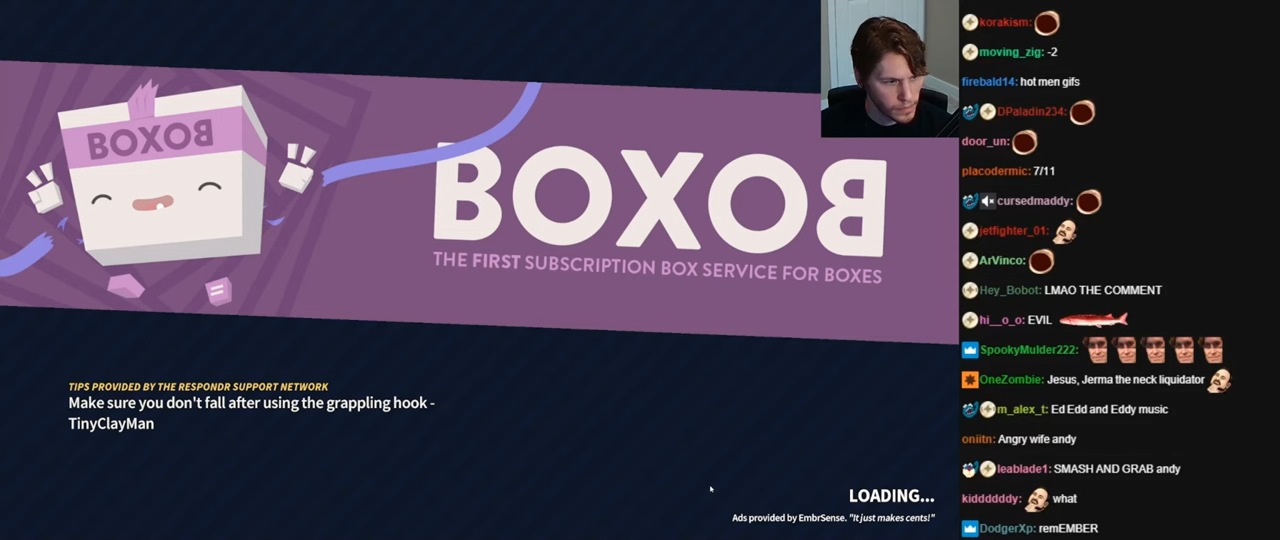 BOXOB
BOXOB
THE FIRST SUBSCRIPTION BOX SERVICE FOR BOXES
TIPS PROVIDED BY THE RESPONDR SUPPORT NETWORK
Make sure you don't fall after using the grappling hook -
TinyClayMan
LOADING...
Ads provided by EmbrSense. "It just makes cents!"
korakism:
moving_zig: -2
firebald14: hot men gifs
DPaladin234:
door_un:
placodermic: 7/11
cursedmaddy:
jetfighter_01:
ArVinco:
Hey_Bobot: LMAO THE COMMENT
hi__o_o: EVIL
SpookyMulder222:
OneZombie: Jesus, Jerma the neck liquidator
m_alex_t: Ed Edd and Eddy music
oniitn: Angry wife andy
leablade1: SMASH AND GRAB andy
kiddddddy: what
DodgerXp: remEMBER